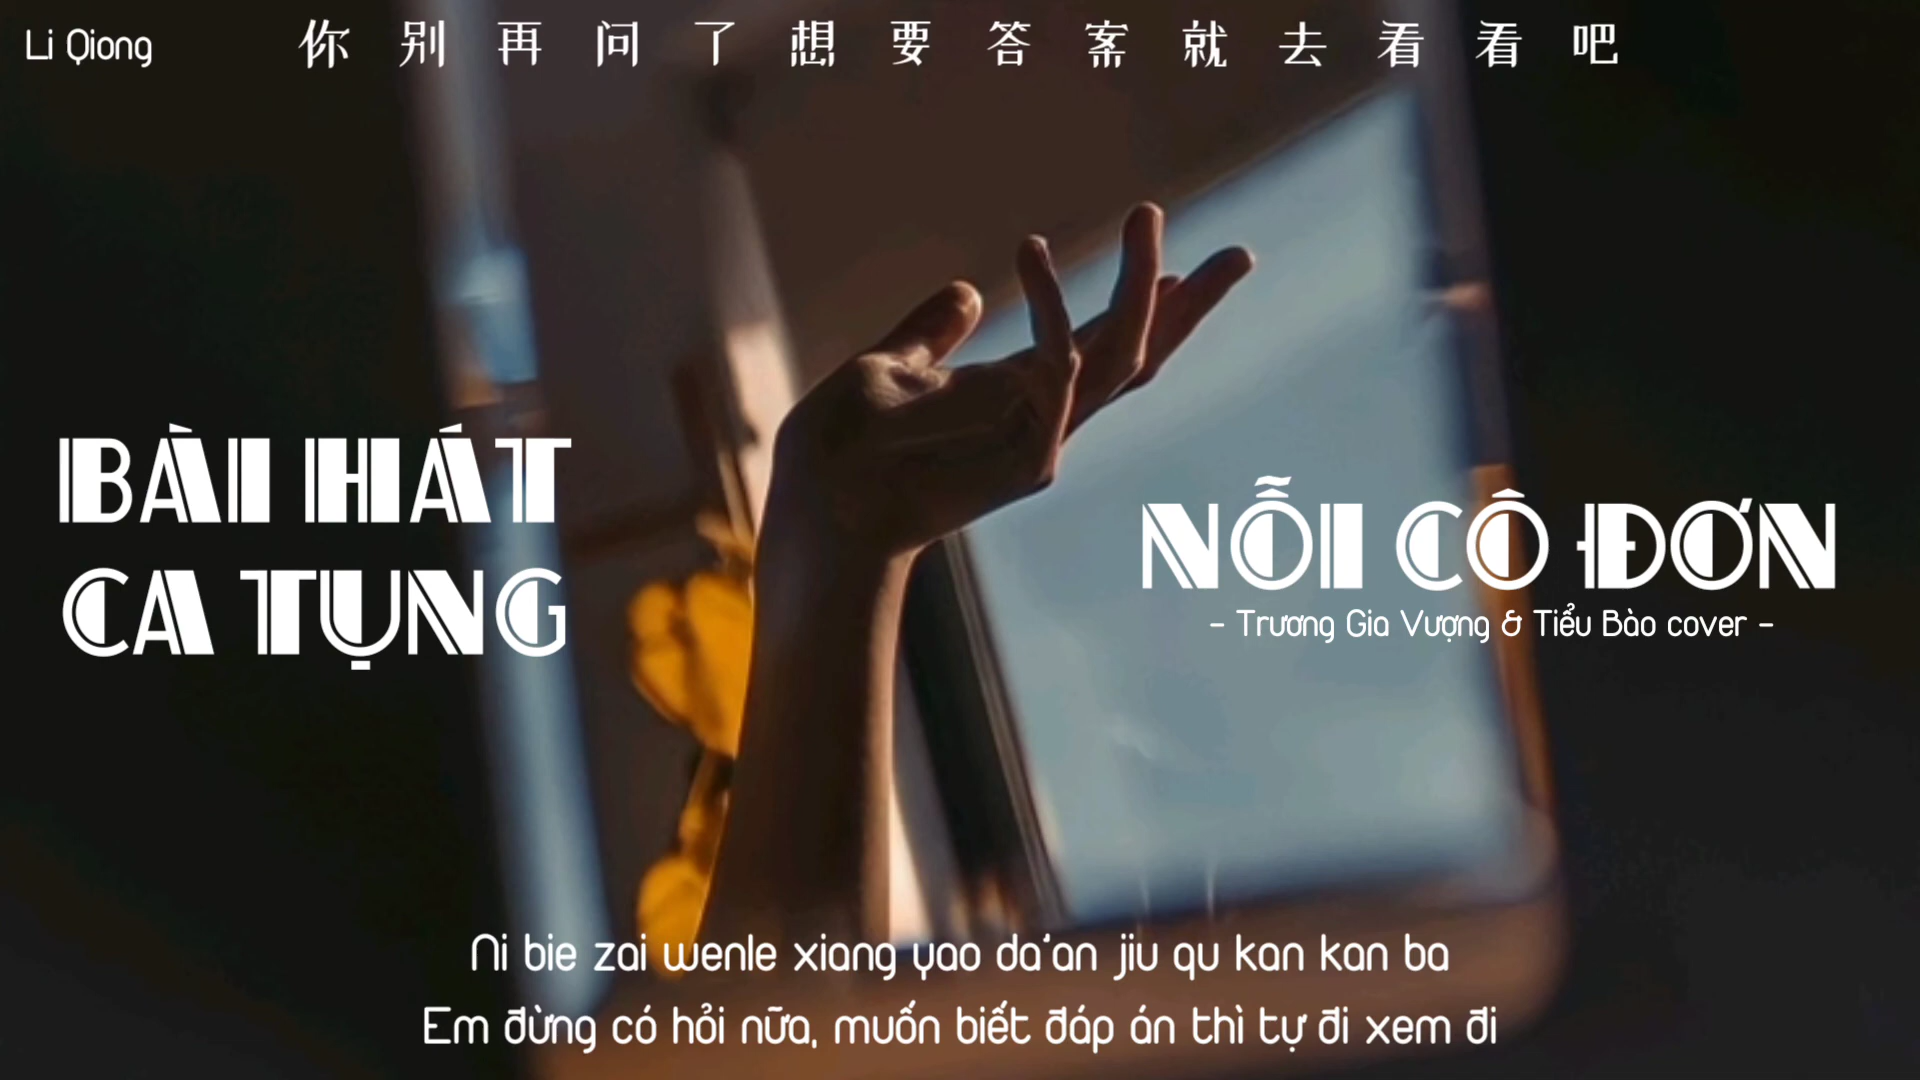 Li Qiong
你别再问了想要答案就去看看吧
BÀI HÁT
CA TỤNG
NỖI CÔ ĐƠN
- Trương Gia Vượng & Tiểu Bào cover -
Ni bie zai wenle xiang yao da'an jiu qu kan kan ba
Em đừng có hỏi nữa, muốn biết đáp án thì tự đi xem đi